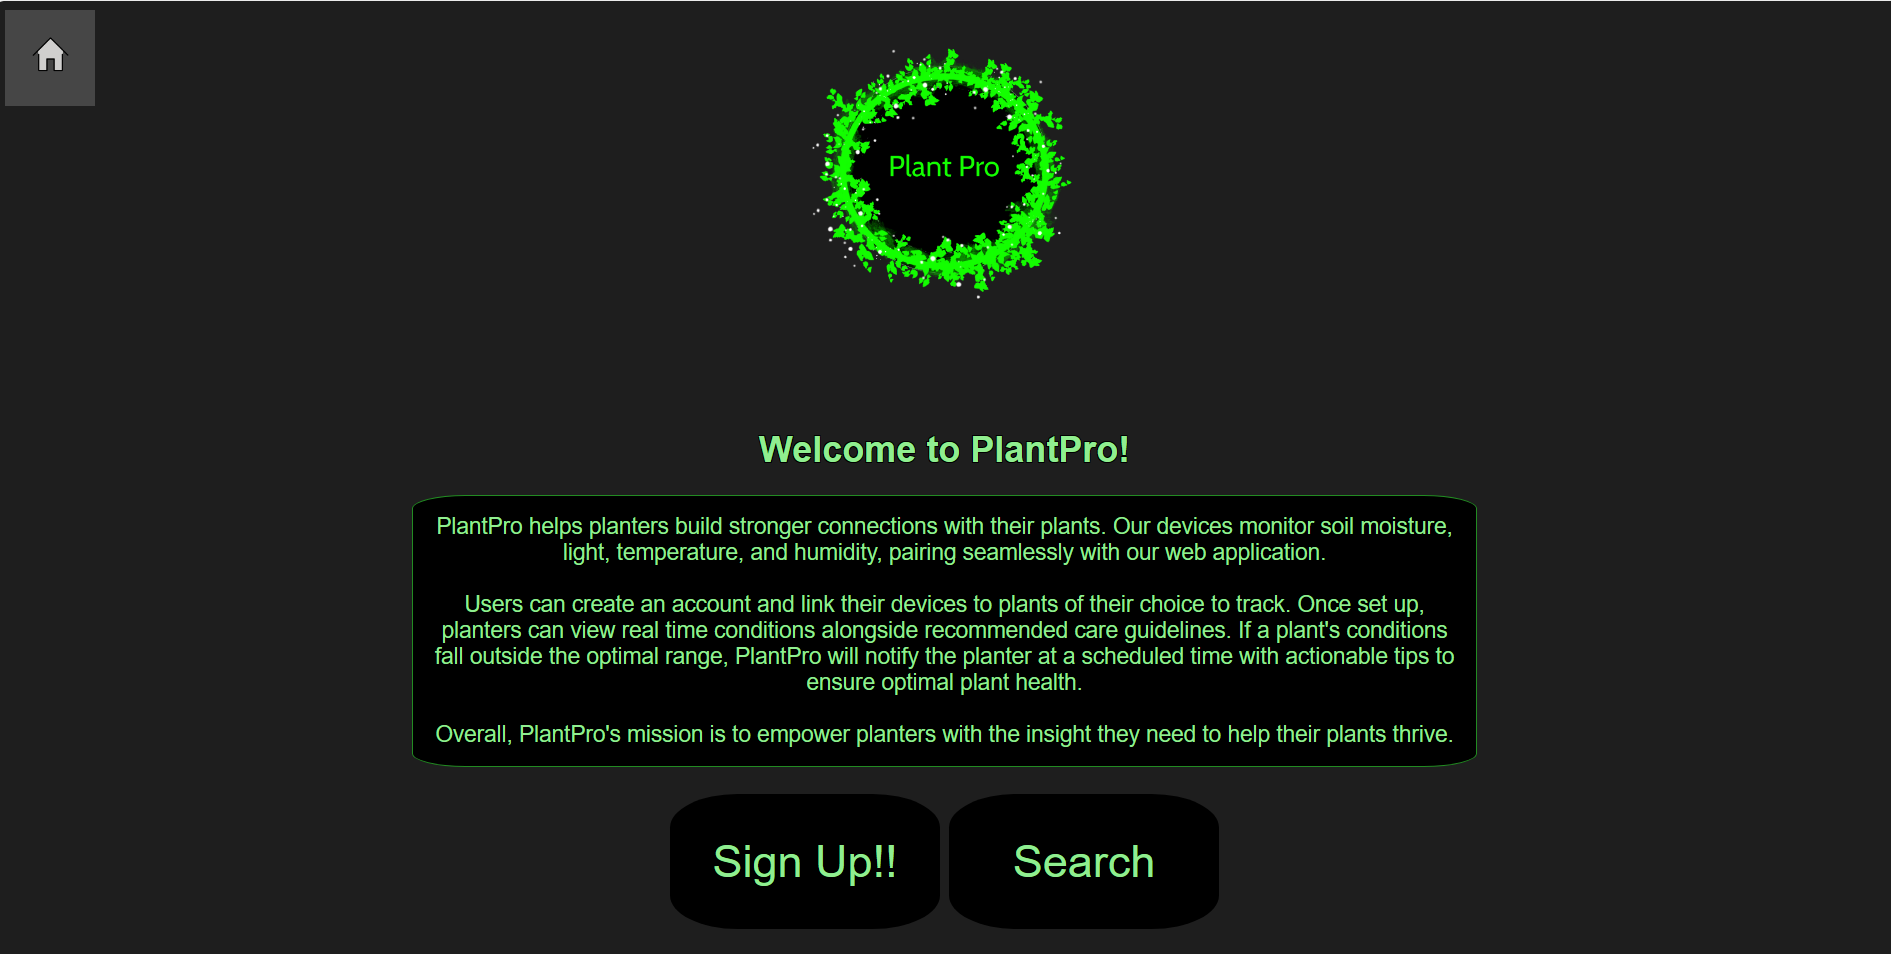 Plant Pro
Welcome to PlantPro!
PlantPro helps planters build stronger connections with their plants. Our devices monitor soil moisture,
light, temperature, and humidity, pairing seamlessly with our web application.
Users can create an account and link their devices to plants of their choice to track. Once set up,
planters can view real time conditions alongside recommended care guidelines. If a plant's conditions
fall outside the optimal range, PlantPro will notify the planter at a scheduled time with actionable tips to
ensure optimal plant health.
Overall, PlantPro's mission is to empower planters with the insight they need to help their plants thrive.
Sign Up!! Search